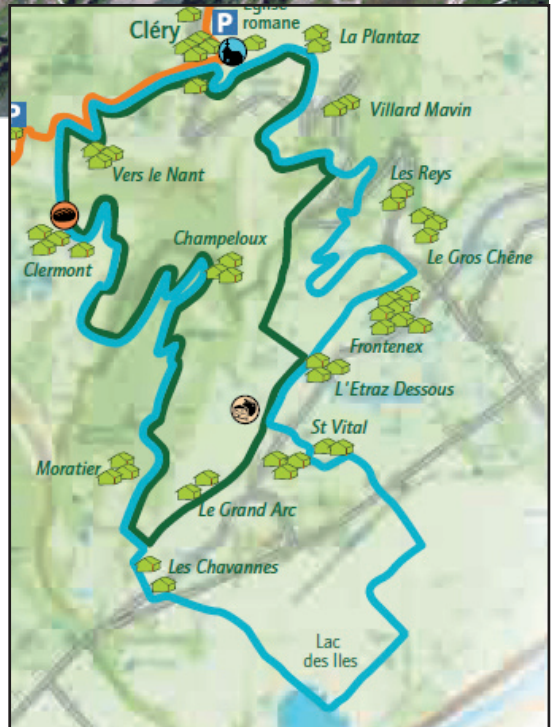 Cléry
P
Église
romane
La Plantaz
P
Villard Mavin
Vers le Nant
Les Reys
Champeloux
Le Gros Chêne
Clermont
Frontenex
L'Etraz Dessous
St Vital
Moratier
Le Grand Arc
Les Chavannes
Lac
des Iles